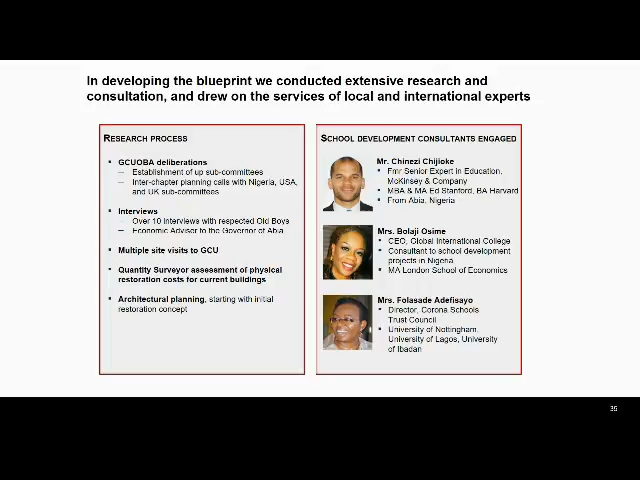 In developing the blueprint we conducted extensive research and
consultation, and drew on the services of local and international experts
RESEARCH PROCESS
▪ GCUOBA deliberations
— Establishment of up sub-committees
— Inter-chapter planning calls with Nigeria, USA,
and UK sub-committees
▪ Interviews
— Over 10 interviews with respected Old Boys
— Economic Advisor to the Governor of Abia
▪ Multiple site visits to GCU
▪ Quantity Surveyor assessment of physical
restoration costs for current buildings
▪ Architectural planning, starting with initial
restoration concept
SCHOOL DEVELOPMENT CONSULTANTS ENGAGED
Mr. Chinezi Chijioke
▪ Fmr Senior Expert in Education,
McKinsey & Company
▪ MBA & MA Ed Stanford, BA Harvard
▪ From Abia, Nigeria
Mrs. Bolaji Osime
▪ CEO, Global International College
▪ Consultant to school development
projects in Nigeria
▪ MA London School of Economics
Mrs. Folasade Adefisayo
▪ Director, Corona Schools
Trust Council
▪ University of Nottingham,
University of Lagos, University
of Ibadan
35